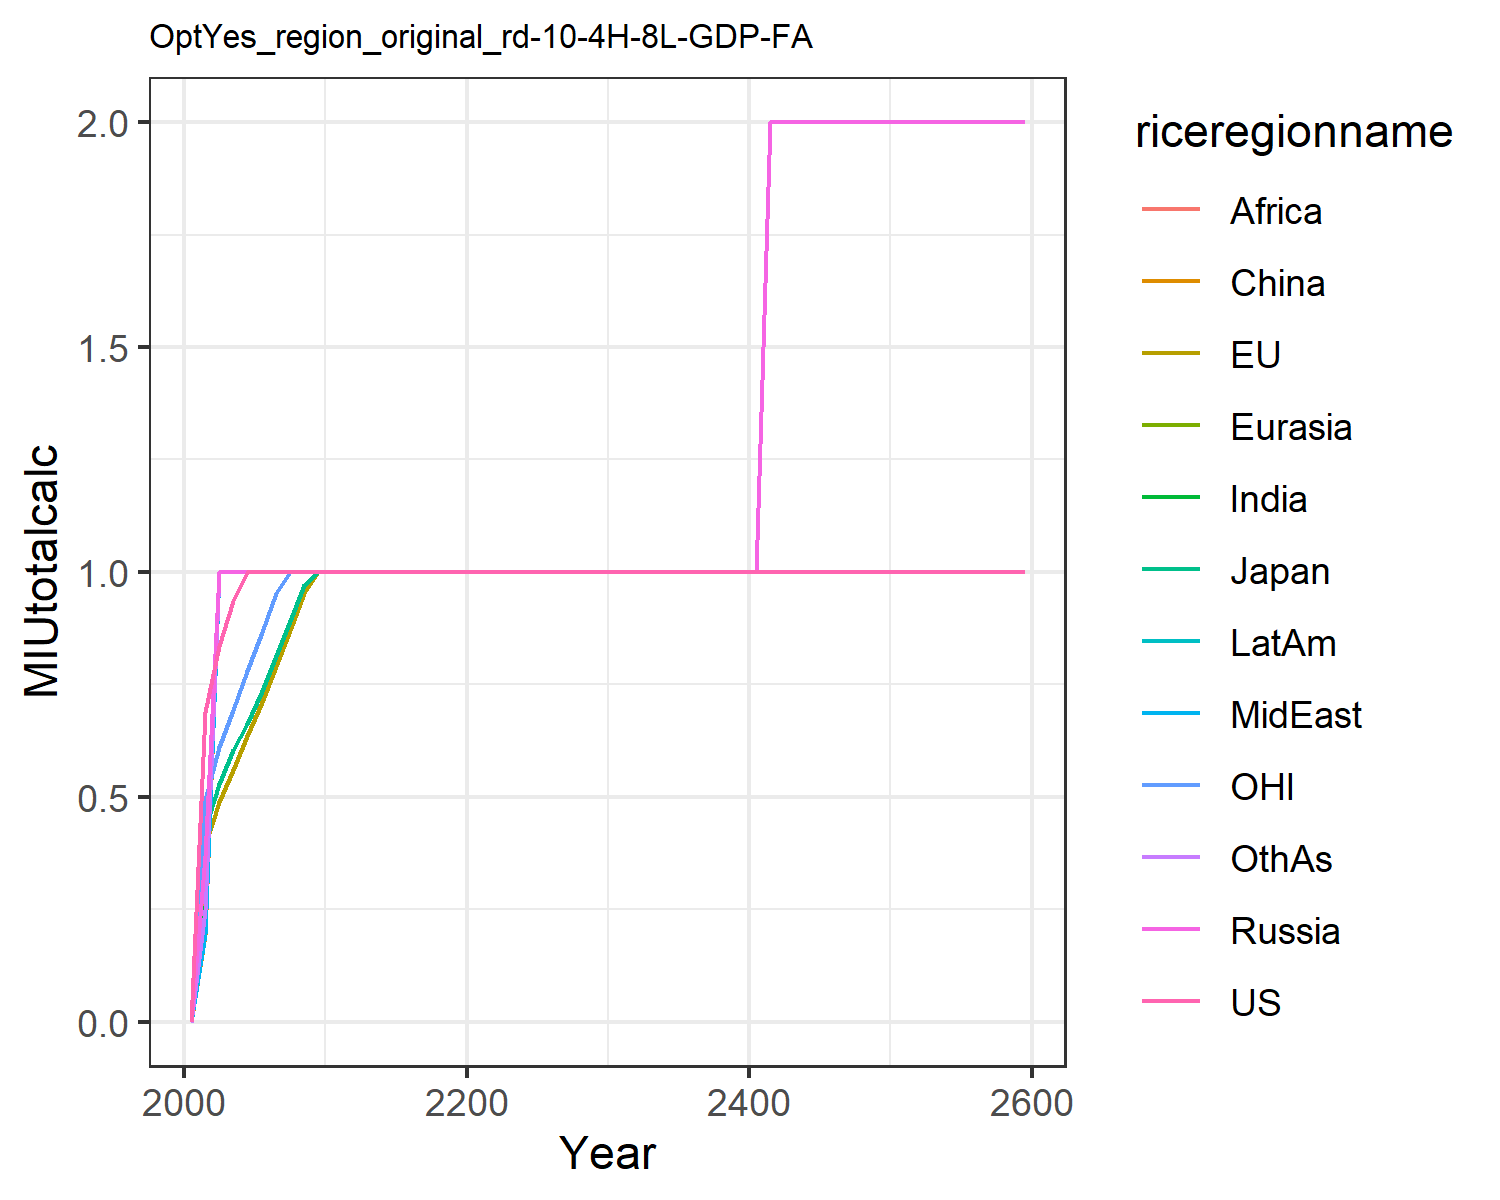 OptYes_region_original_rd-10-4H-8L-GDP-FA
MIUtotalcalc
2.0
1.5
1.0
0.5
0.0
2000
2200
2400
2600
Year
riceregionname
Africa
China
EU
Eurasia
India
Japan
LatAm
MidEast
OHI
OthAs
Russia
US